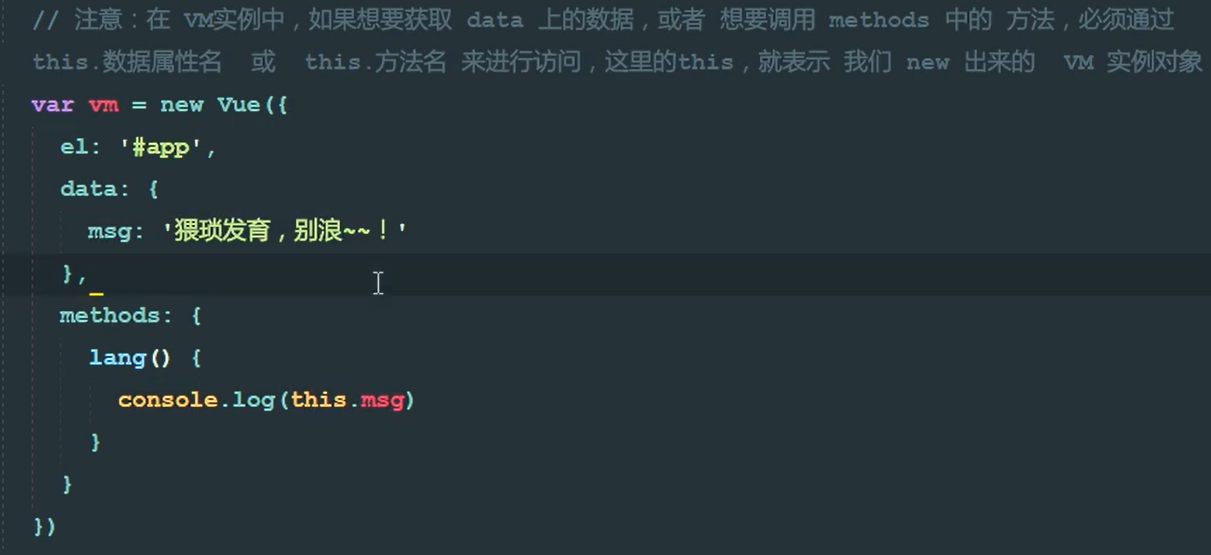 // 注意：在 VM实例中，如果想要获取 data 上的数据，或者 想要调用 methods 中的 方法，必须通过
this.数据属性名 或 this.方法名 来进行访问，这里的this，就表示 我们 new 出来的 VM 实例对象
var vm = new Vue({
el: '#app',
data: {
msg: '猥琐发育，别浪~~！'
},
methods: {
lang() {
console.log(this.msg)
}
}
})